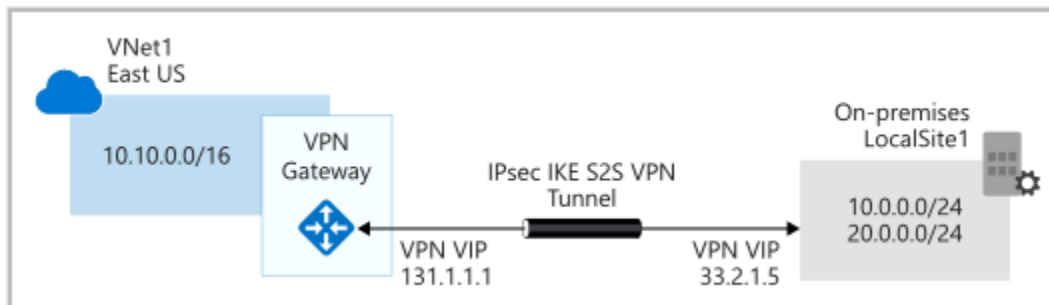 VNet1
East US
10.10.0.0/16
VPN
Gateway
IPsec IKE S2S VPN
Tunnel
VPN VIP
131.1.1.1
VPN VIP
33.2.1.5
On-premises
LocalSite1
10.0.0.0/24
20.0.0.0/24